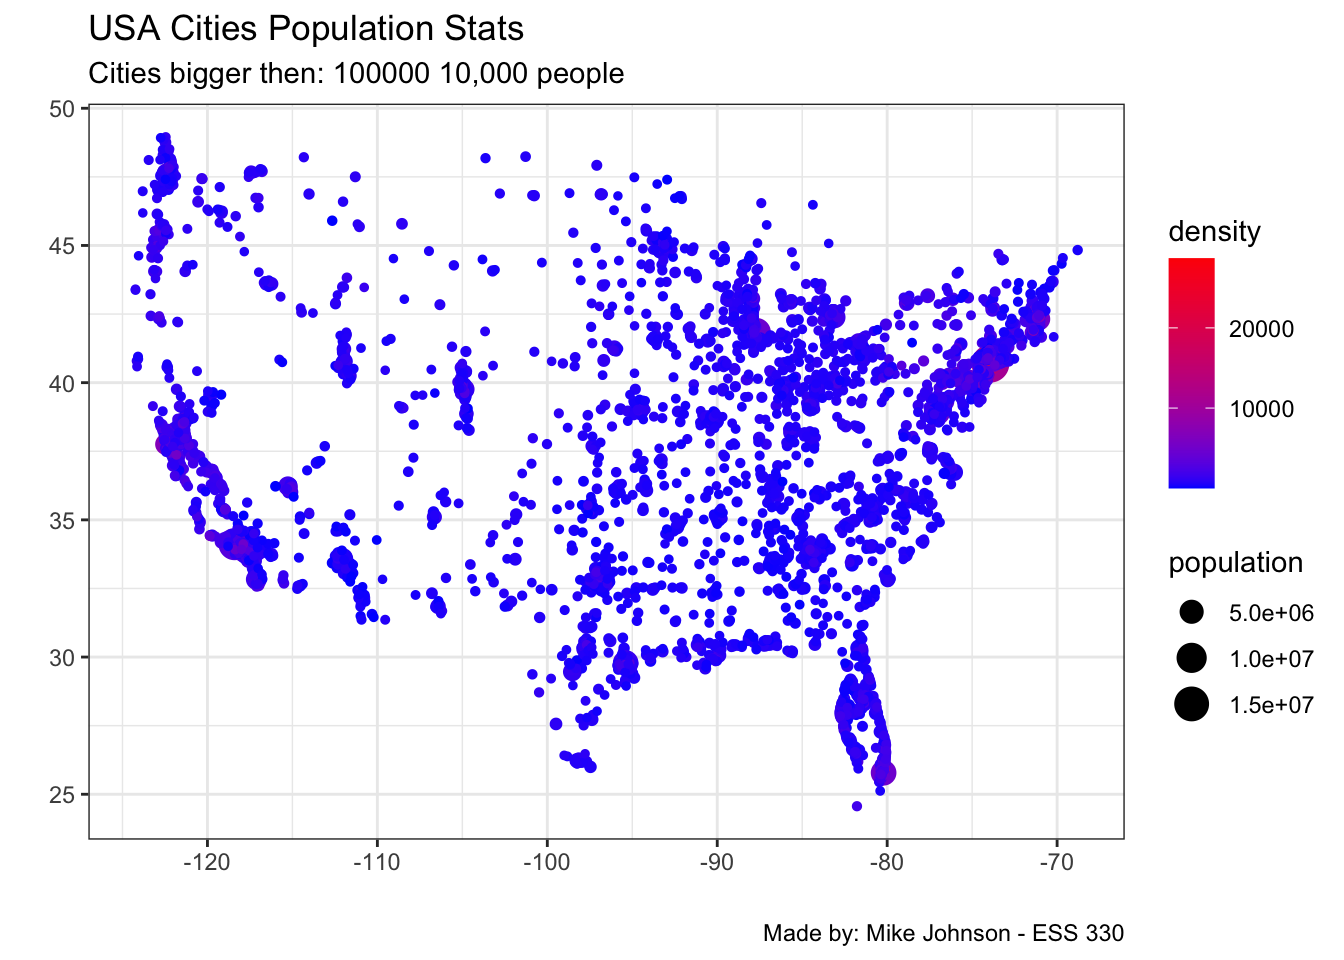 USA Cities Population Stats
Cities bigger then: 100000 10,000 people
50
45
40
35
30
25
-120
-110
-100
-90
-80
-70
density
20000
10000
population
5.0e+06
1.0e+07
1.5e+07
Made by: Mike Johnson - ESS 330